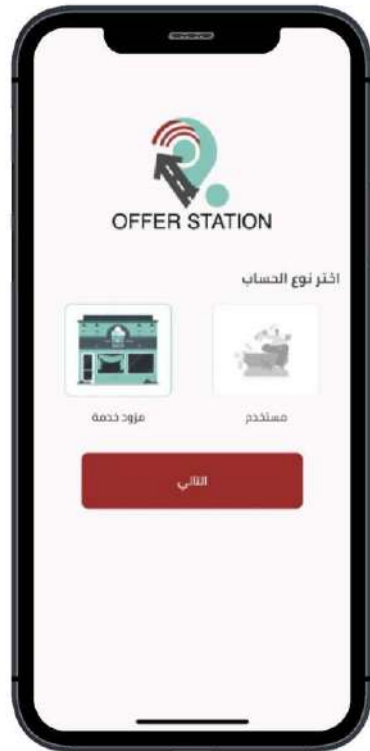 OFFER STATION
اختر نوع الحساب
مستخدم
مزود خدمة
التالي